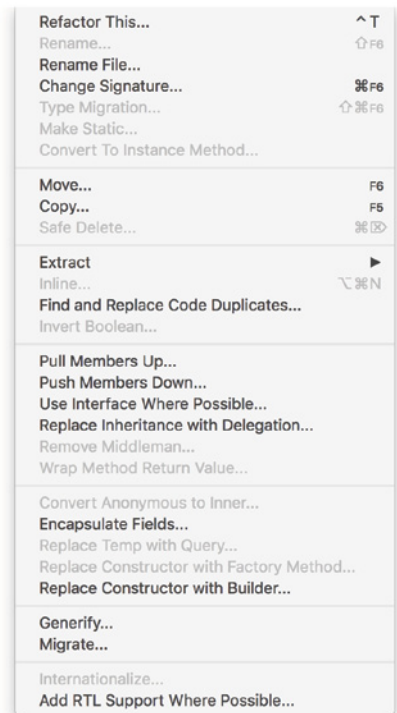 Refactor This... ^T
Rename... ⇧F6
Rename File...
Change Signature... ⌘F6
Type Migration... ⇧⌘F6
Make Static...
Convert To Instance Method...
Move... F6
Copy... F5
Safe Delete... ⌘⌦
Extract ▶
Inline... ⌥⌘N
Find and Replace Code Duplicates...
Invert Boolean...
Pull Members Up...
Push Members Down...
Use Interface Where Possible...
Replace Inheritance with Delegation...
Remove Middleman...
Wrap Method Return Value...
Convert Anonymous to Inner...
Encapsulate Fields...
Replace Temp with Query...
Replace Constructor with Factory Method...
Replace Constructor with Builder...
Generify...
Migrate...
Internationalize...
Add RTL Support Where Possible...